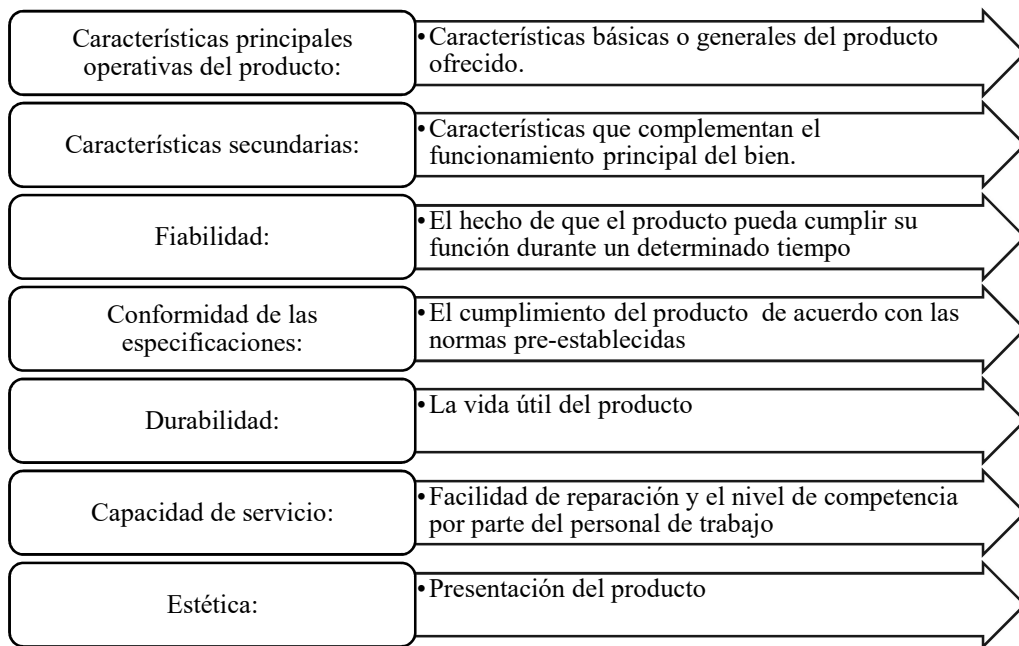 Características principales
operativas del producto:
•Características básicas o generales del producto
ofrecido.
Características secundarias:
•Características que complementan el
funcionamiento principal del bien.
Fiabilidad:
•El hecho de que el producto pueda cumplir su
función durante un determinado tiempo
Conformidad de las
especificaciones:
•El cumplimiento del producto  de acuerdo con las
normas pre-establecidas
Durabilidad:
•La vida útil del producto
Capacidad de servicio:
•Facilidad de reparación y el nivel de competencia
por parte del personal de trabajo
Estética:
•Presentación del producto